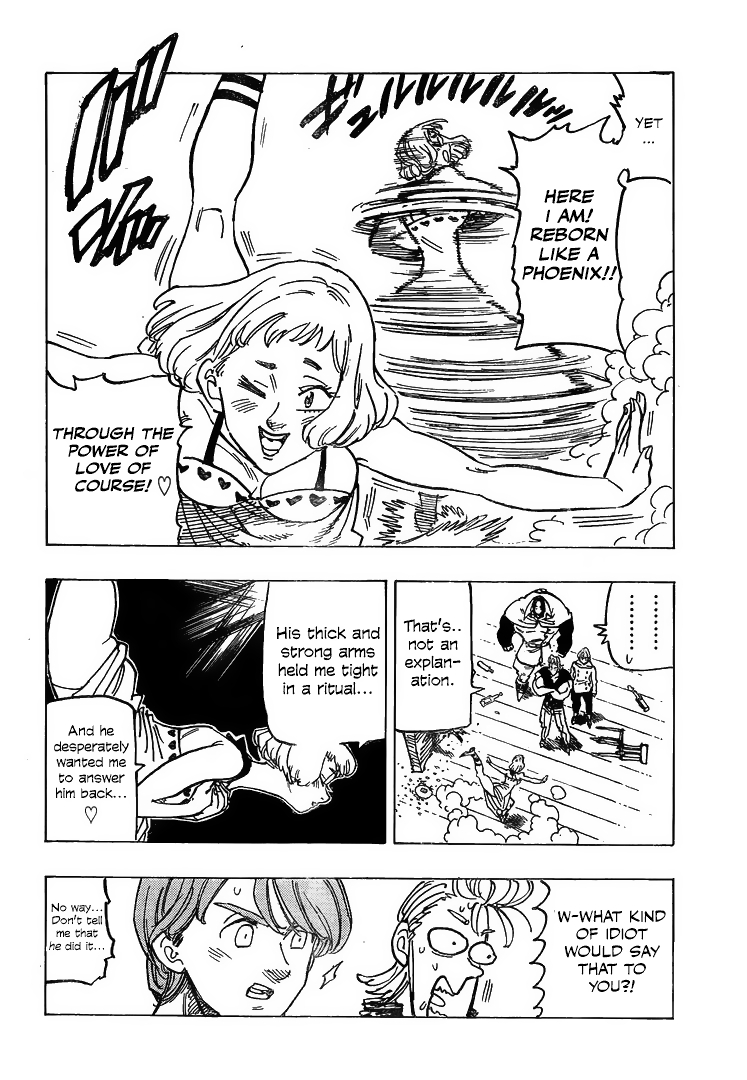 YET
...
HERE
I AM!
REBORN
LIKE A
PHOENIX!!
THROUGH THE
POWER OF
LOVE OF
COURSE! ♡
.......
That's..
not an
explan-
ation.
His thick and
strong arms
held me tight
in a ritual...
And he
desperately
wanted me
to answer
him back...
♡
W-WHAT KIND
OF IDIOT
WOULD SAY
THAT TO
YOU?!
No way...
Don't tell
me that
he did it...